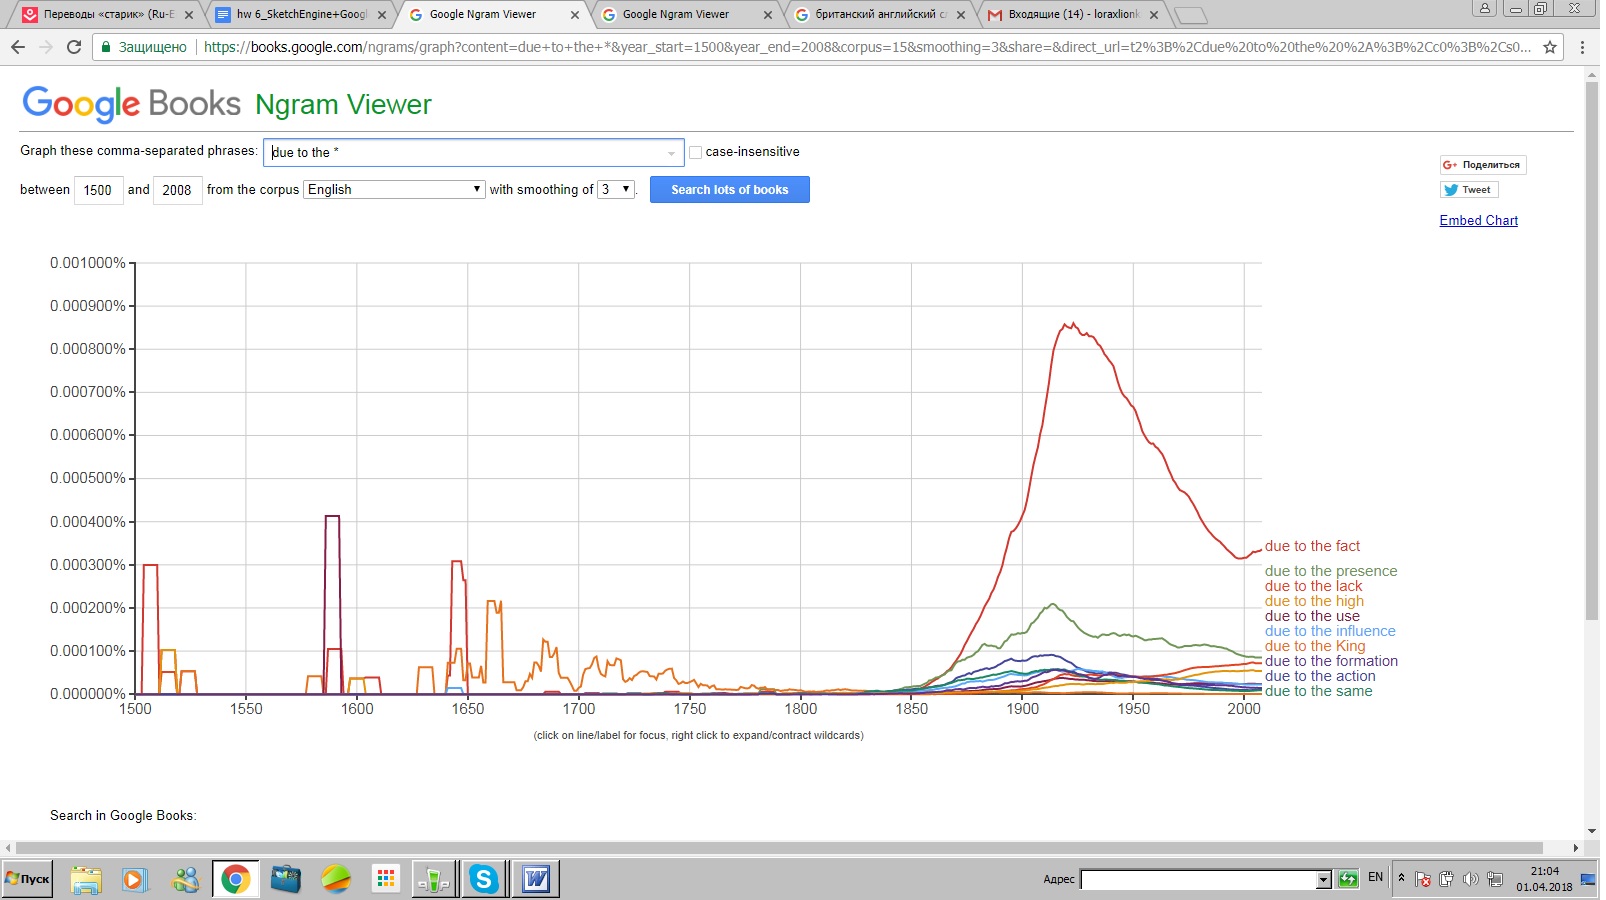 Переводы «старик» (Ru-E
hw 6_SketchEngine+Googl
Google Ngram Viewer
Google Ngram Viewer
британский английский сл
Входящие (14) - loraxlionk
Защищено
https://books.google.com/ngrams/graph?content=due+to+the+*&year_start=1500&year_end=2008&corpus=15&smoothing=3&share=&direct_url=t2%3B%2Cdue%20to%20the%20%2A%3B%2Cc0%3B%2Cs0...
Google Books Ngram Viewer
Graph these comma-separated phrases: due to the * case-insensitive
between 1500 and 2008 from the corpus English with smoothing of 3 . Search lots of books
G+ Поделиться
Tweet
Embed Chart
0.001000%
0.000900%
0.000800%
0.000700%
0.000600%
0.000500%
0.000400%
0.000300%
0.000200%
0.000100%
0.000000%
1500 1550 1600 1650 1700 1750 1800 1850 1900 1950 2000
due to the fact
due to the presence
due to the lack
due to the high
due to the use
due to the influence
due to the King
due to the formation
due to the action
due to the same
(click on line/label for focus, right click to expand/contract wildcards)
Search in Google Books:
Пуск
Адрес
EN
21:04
01.04.2018